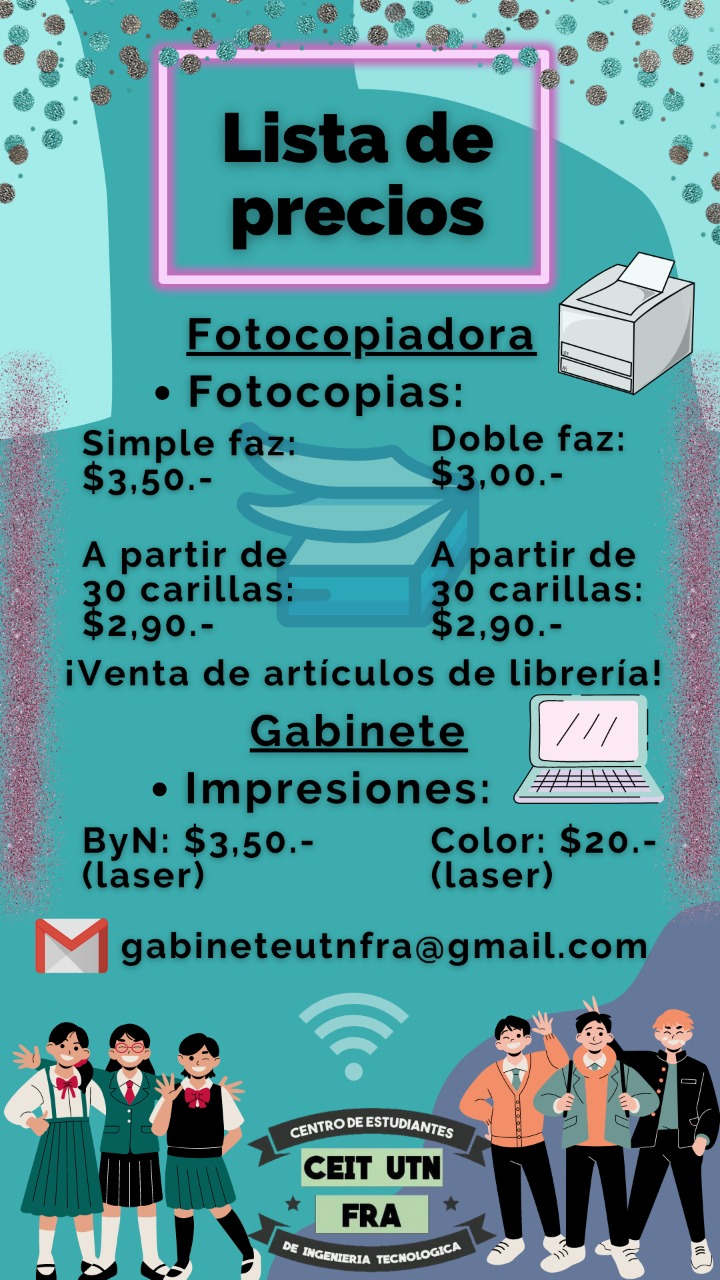 Lista de
precios
Fotocopiadora
• Fotocopias:
Simple faz:
$3,50.-
Doble faz:
$3,00.-
A partir de
30 carillas:
$2,90.-
A partir de
30 carillas:
$2,90.-
¡Venta de artículos de librería!
Gabinete
• Impresiones:
ByN: $3,50.-
(laser)
Color: $20.-
(laser)
gabineteutnfra@gmail.com
CENTRO DE ESTUDIANTES
CEIT UTN
FRA
DE INGENIERIA TECNOLOGICA